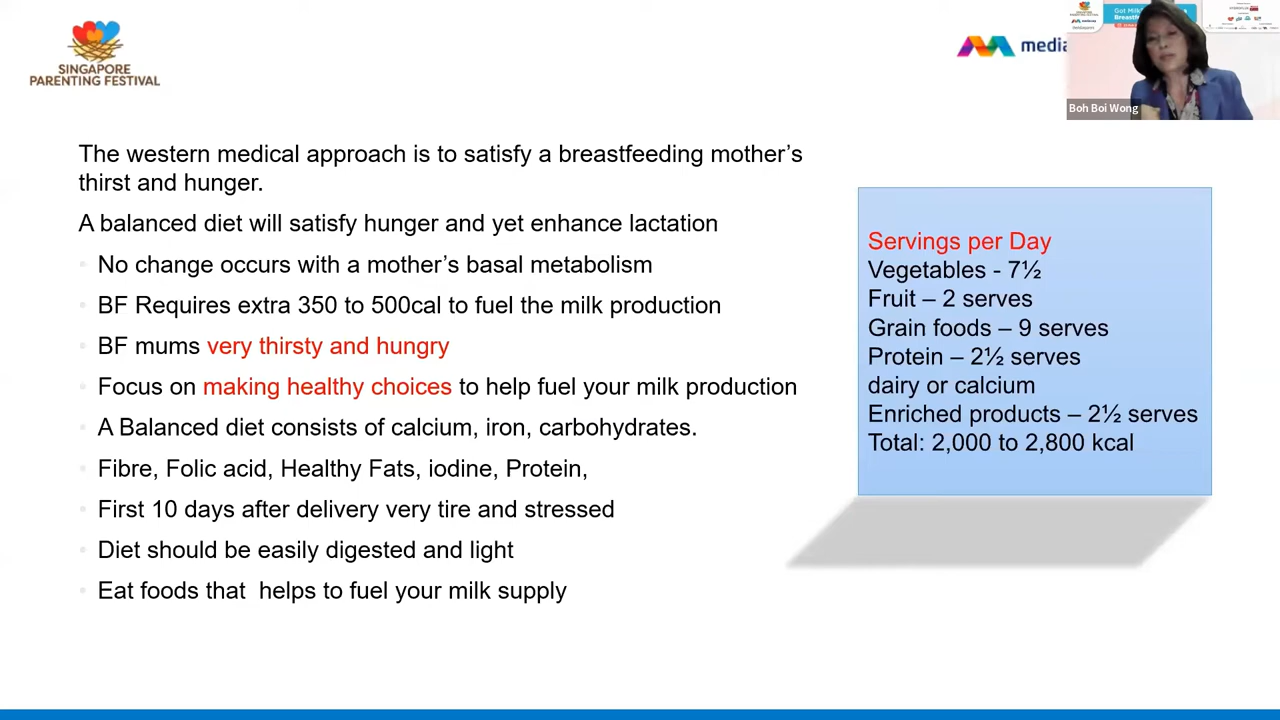 SINGAPORE
PARENTING FESTIVAL
media
Got Mil
Breastf
Boh Boi Wong
The western medical approach is to satisfy a breastfeeding mother’s
thirst and hunger.
A balanced diet will satisfy hunger and yet enhance lactation
No change occurs with a mother’s basal metabolism
BF Requires extra 350 to 500cal to fuel the milk production
BF mums very thirsty and hungry
Focus on making healthy choices to help fuel your milk production
A Balanced diet consists of calcium, iron, carbohydrates.
Fibre, Folic acid, Healthy Fats, iodine, Protein,
First 10 days after delivery very tire and stressed
Diet should be easily digested and light
Eat foods that  helps to fuel your milk supply
Servings per Day
Vegetables - 7½
Fruit – 2 serves
Grain foods – 9 serves
Protein – 2½ serves
dairy or calcium
Enriched products – 2½ serves
Total: 2,000 to 2,800 kcal